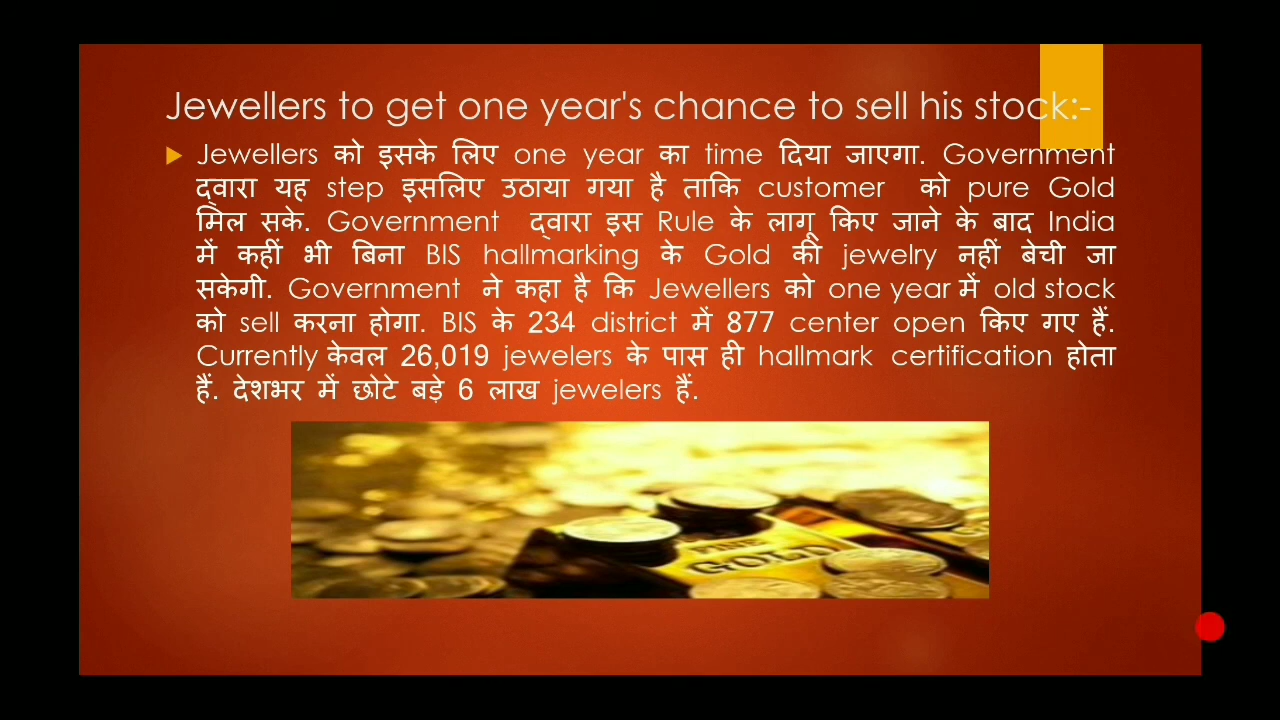 Jewellers to get one year's chance to sell his stock:-
Jewellers को इसके लिए one year का time दिया जाएगा. Government
द्वारा यह step इसलिए उठाया गया है ताकि customer को pure Gold
मिल सके. Government द्वारा इस Rule के लागू किए जाने के बाद India
में कहीं भी बिना BIS hallmarking के Gold की jewelry नहीं बेची जा
सकेगी. Government ने कहा है कि Jewellers को one year में old stock
को sell करना होगा. BIS के 234 district में 877 center open किए गए हैं.
Currently केवल 26,019 jewelers के पास ही hallmark certification होता
हैं. देशभर में छोटे बड़े 6 लाख jewelers हैं.
FINE
GOLD